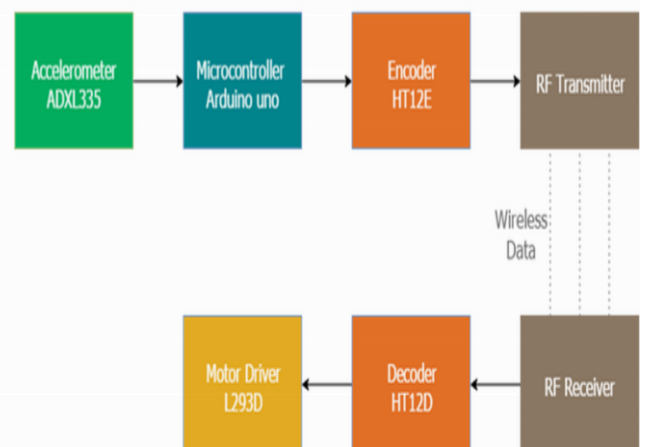 Accelerometer
ADXL335
Microcontroller
Arduino uno
Encoder
HT12E
RF Transmitter
Wireless
Data
Motor Driver
L293D
Decoder
HT12D
RF Receiver